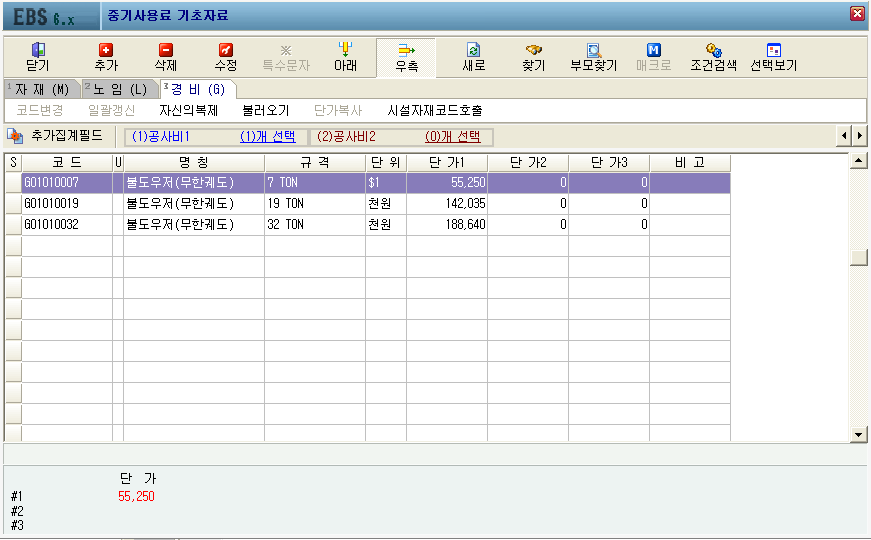 EBS 6.x 중기사용료 기초자료
닫기 추가 삭제 수정 특수문자 아래 우측 새로 찾기 부모찾기 매크로 조건검색 선택보기
1 자 재 (M) 2 노 임 (L) 3 경 비 (G)
코드변경 일괄갱신 자신의복제 불러오기 단가복사 시설자재코드호출
추가집계필드 (1)공사비1 (1)개 선택 (2)공사비2 (0)개 선택
S 코 드 U 명 칭 규 격 단 위 단 가1 단 가2 단 가3 비 고
G01010007 불도우저(무한궤도) 7 TON $1 55,250 0 0
G01010019 불도우저(무한궤도) 19 TON 천원 142,035 0 0
G01010032 불도우저(무한궤도) 32 TON 천원 188,640 0 0
단 가
#1 55,250
#2
#3